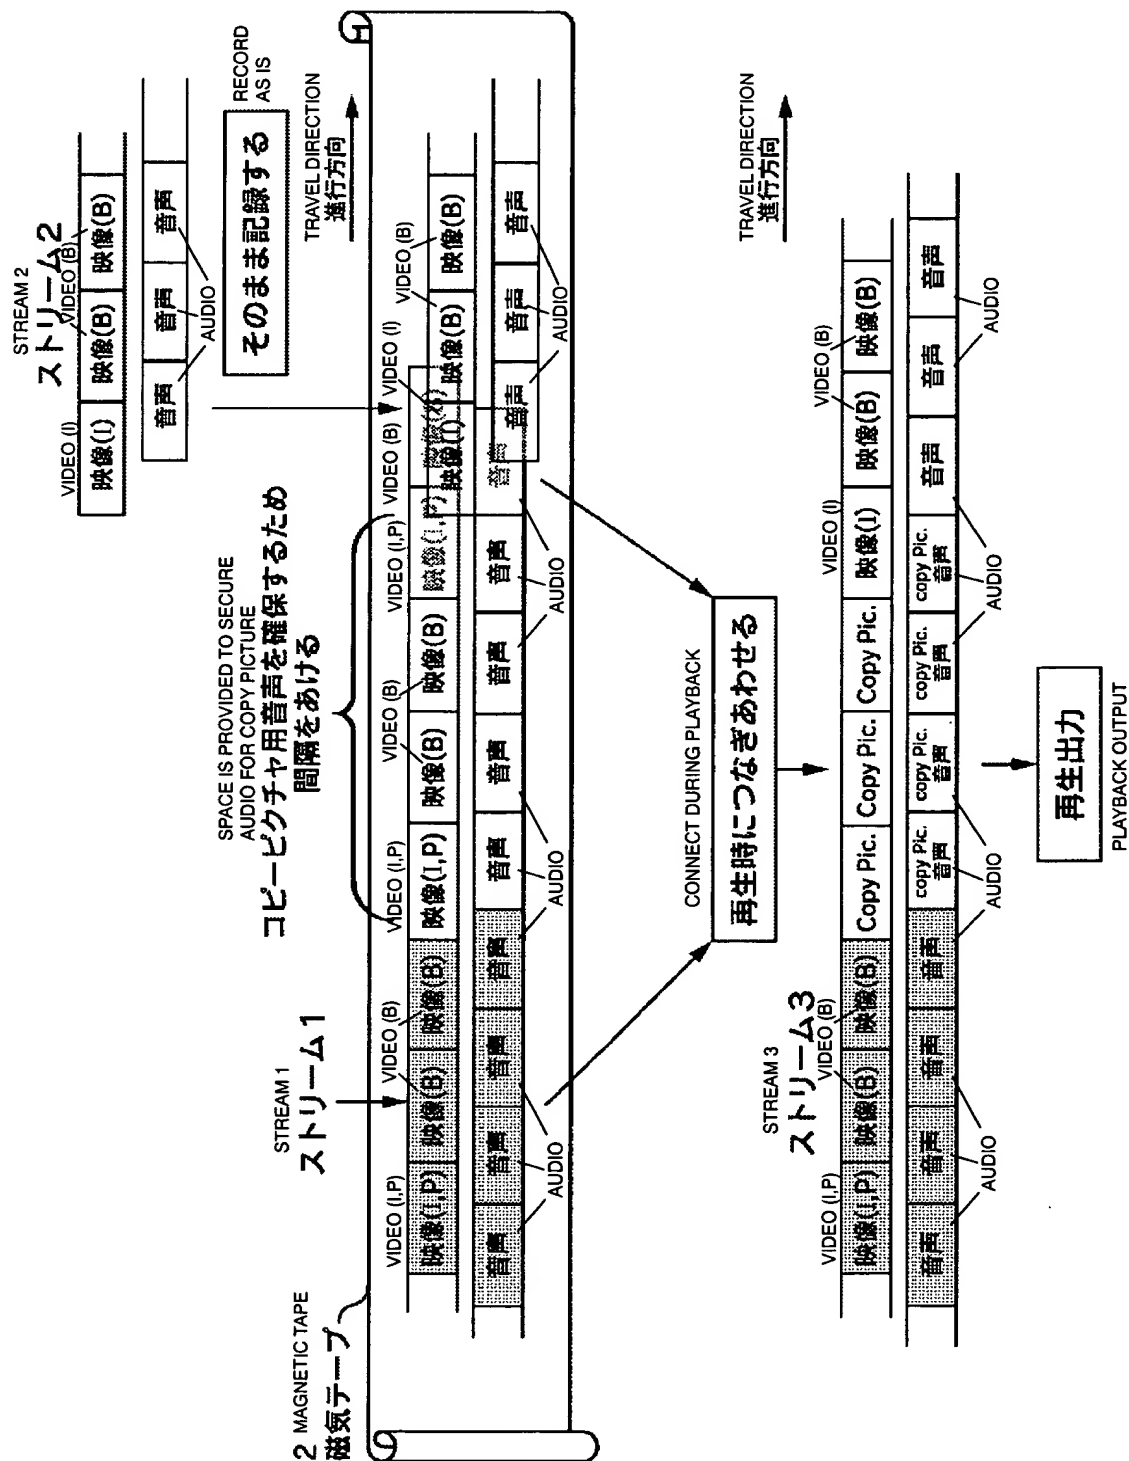 STREAM 2
ストリーム2
VIDEO (I)
VIDEO (B)
映像(I)
映像(B)
映像(B)
音声
音声
音声
AUDIO
RECORD
AS IS
そのまま記録する
SPACE IS PROVIDED TO SECURE
AUDIO FOR COPY PICTURE
コピーピクチャ用音声を確保するため
間隔をあける
STREAM 1
ストリーム1
2 MAGNETIC TAPE
磁気テープ
TRAVEL DIRECTION
進行方向
VIDEO (I,P)
VIDEO (B)
VIDEO (I,P)
VIDEO (B)
VIDEO (I,P)
VIDEO (B)
VIDEO (I)
VIDEO (B)
映像(I,P)
映像(B)
映像(B)
映像(I,P)
映像(B)
映像(B)
映像(I,P)
映像(I)
映像(B)
映像(B)
音声
音声
音声
音声
音声
音声
音声
音声
音声
音声
音声
音声
AUDIO
AUDIO
AUDIO
AUDIO
AUDIO
AUDIO
CONNECT DURING PLAYBACK
再生時につなぎあわせる
TRAVEL DIRECTION
進行方向
STREAM 3
ストリーム3
VIDEO (I,P)
VIDEO (B)
VIDEO (I)
VIDEO (B)
映像(I,P)
映像(B)
映像(B)
Copy Pic.
Copy Pic.
Copy Pic.
映像(I)
映像(B)
映像(B)
音声
音声
音声
音声
copy Pic.
音声
copy Pic.
音声
copy Pic.
音声
copy Pic.
音声
音声
音声
音声
AUDIO
AUDIO
AUDIO
AUDIO
AUDIO
AUDIO
再生出力
PLAYBACK OUTPUT